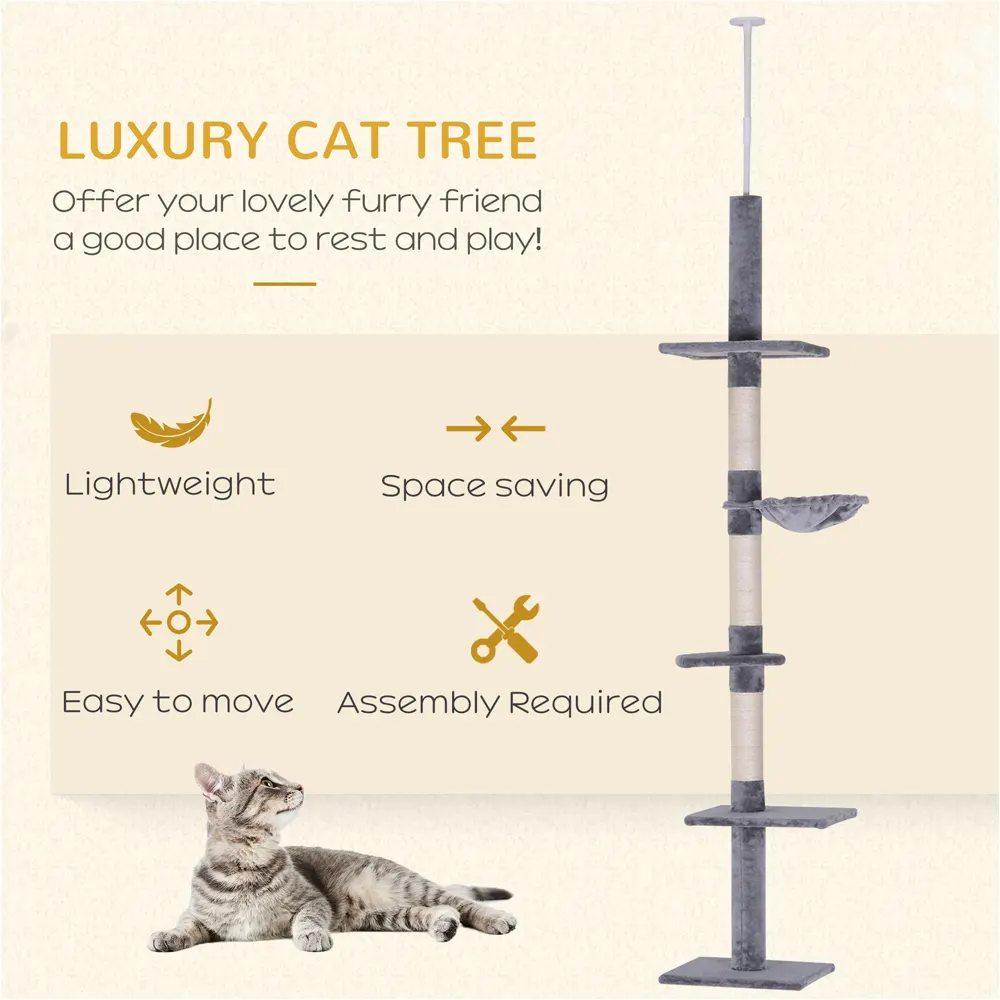 LUXURY CAT TREE
Offer your lovely furry friend
a good place to rest and play!
Lightweight
Space saving
Easy to move
Assembly Required